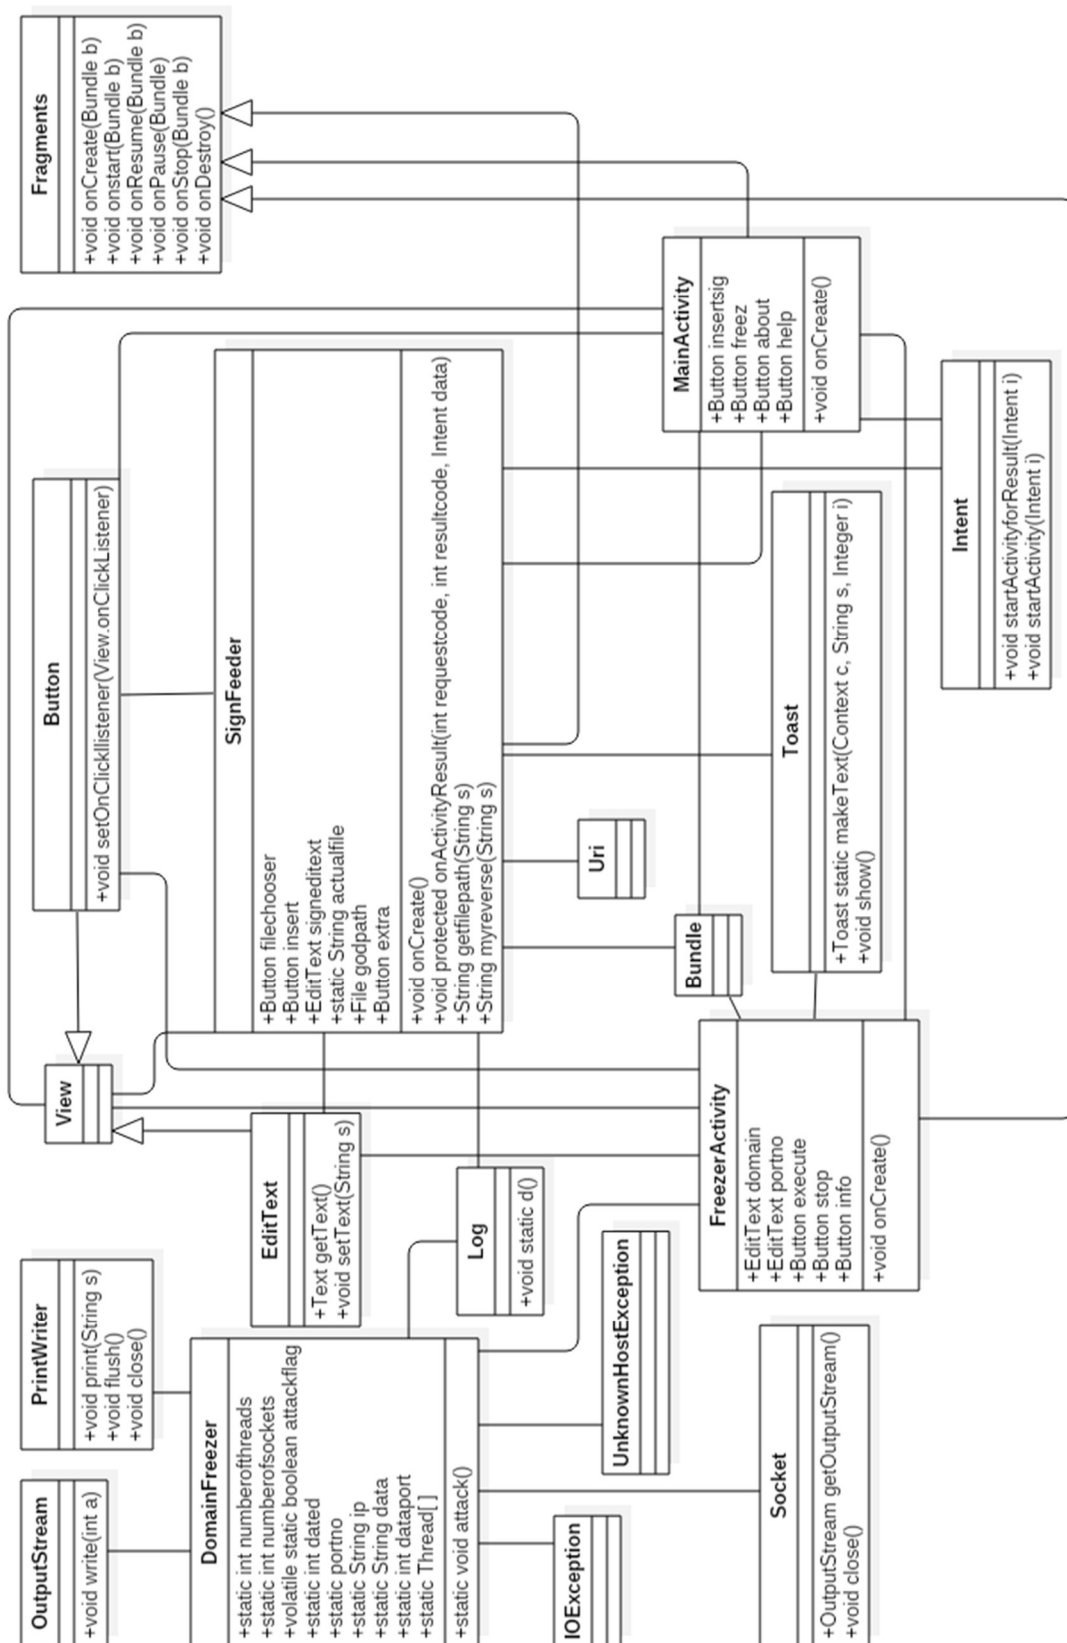 Fragments
+void onCreate(Bundle b)
+void onstart(Bundle b)
+void onResume(Bundle b)
+void onPause(Bundle)
+void onStop(Bundle b)
+void onDestroy()
Button
+void setOnClickllistener(View.onClickListener)
View
PrintWriter
+void print(String s)
+void flush()
+void close()
OutputStream
+void write(int a)
SignFeeder
+Button filechooser
+Button insert
+EditText signeditext
+static String actualfile
+File godpath
+Button extra
+void onCreate()
+void protected onActivityResult(int requestcode, int resultcode, Intent data)
+String getfilepath(String s)
+String myreverse(String s)
EditText
+Text getText()
+void setText(String s)
DomainFreezer
+static int numberofthreads
+static int numberofsockets
+volatile static boolean attackflag
+static int dated
+static portno
+static String ip
+static String data
+static int dataport
+static Thread[ ]
+static void attack()
Log
+void static d()
MainActivity
+Button insertsig
+Button freez
+Button about
+Button help
+void onCreate()
Uri
Bundle
UnknownHostException
IOException
FreezerActivity
+EditText domain
+EditText portno
+Button execute
+Button stop
+Button info
+void onCreate()
Toast
+Toast static makeText(Context c, String s, Integer i)
+void show()
Socket
+OutputStream getOutputStream()
+void close()
Intent
+void startActivityforResult(Intent i)
+void startActivity(Intent i)